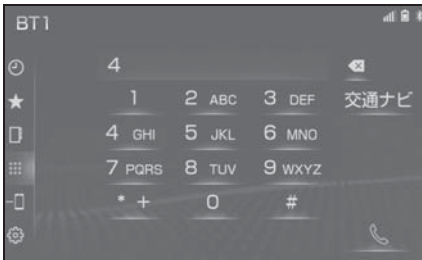 BT1
4
1 2 ABC 3 DEF 交通ナビ
4 GHI 5 JKL 6 MNO
7 PQRS 8 TUV 9 WXYZ
* + 0 #